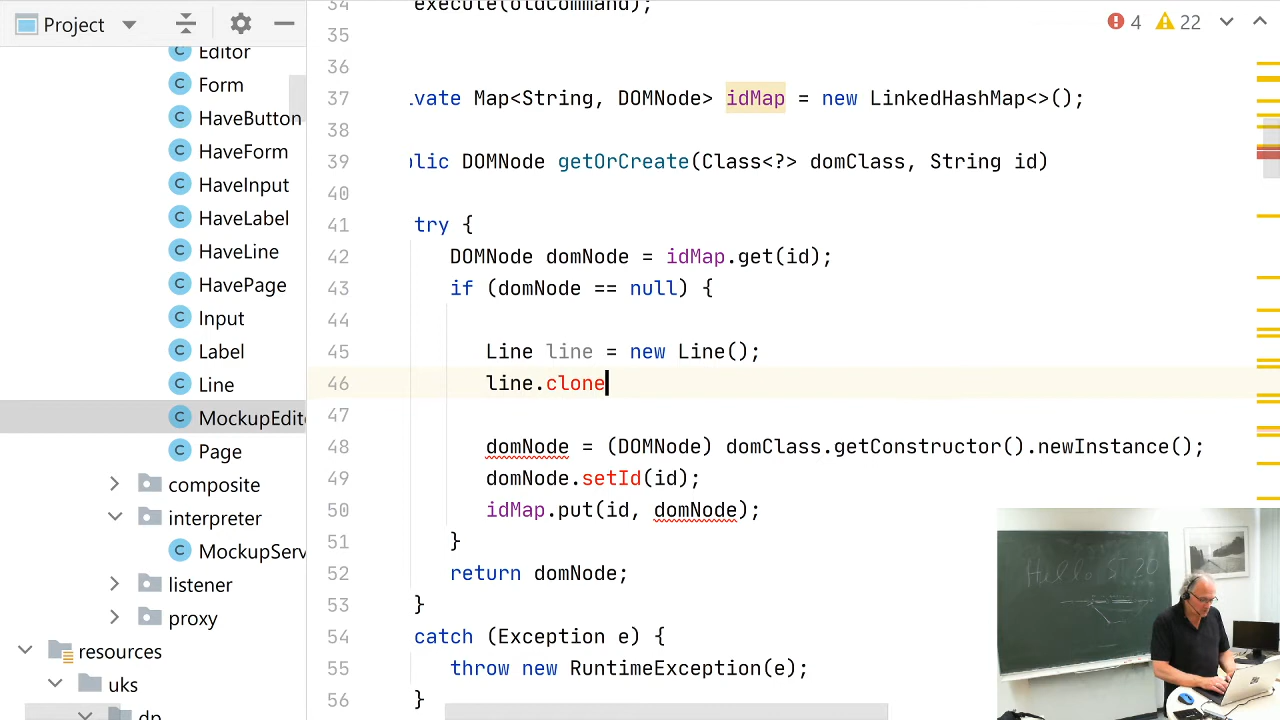 Project
Editor
Form
HaveButton
HaveForm
HaveInput
HaveLabel
HaveLine
HavePage
Input
Label
Line
MockupEdit
Page
composite
interpreter
MockupServ
listener
proxy
resources
uks
dp
4 22
34 execute(oldCommand);
35
36
37 vate Map<String, DOMNode> idMap = new LinkedHashMap<>();
38
39 blic DOMNode getOrCreate(Class<?> domClass, String id)
40
41 try {
42 DOMNode domNode = idMap.get(id);
43 if (domNode == null) {
44
45 Line line = new Line();
46 line.clone
47
48 domNode = (DOMNode) domClass.getConstructor().newInstance();
49 domNode.setId(id);
50 idMap.put(id, domNode);
51 }
52 return domNode;
53 }
54 catch (Exception e) {
55 throw new RuntimeException(e);
56 }
Hello ST20